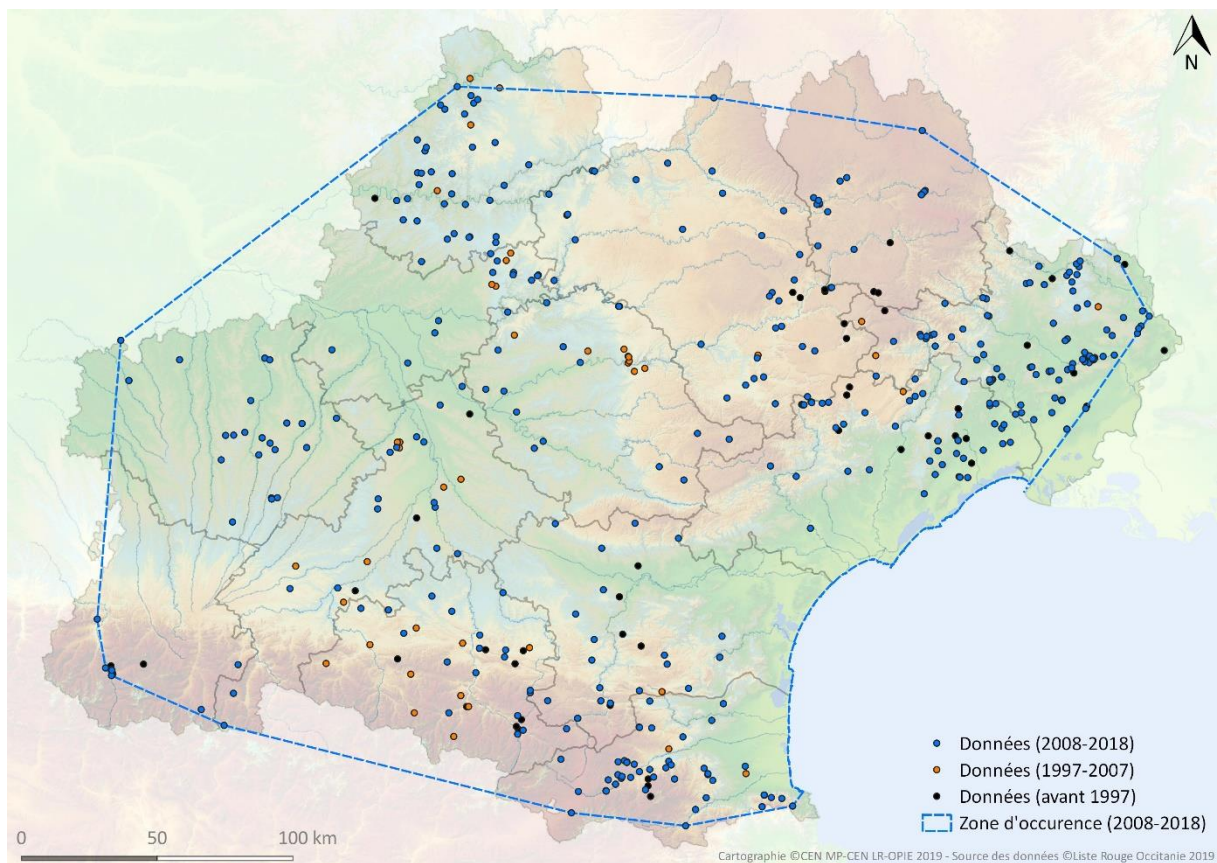 N
Données (2008-2018)
Données (1997-2007)
Données (avant 1997)
Zone d'occurence (2008-2018)
0 50 100 km
Cartographie ©CEN MP-CEN LR-OPIE 2019 - Source des données ©Liste Rouge Occitanie 2019